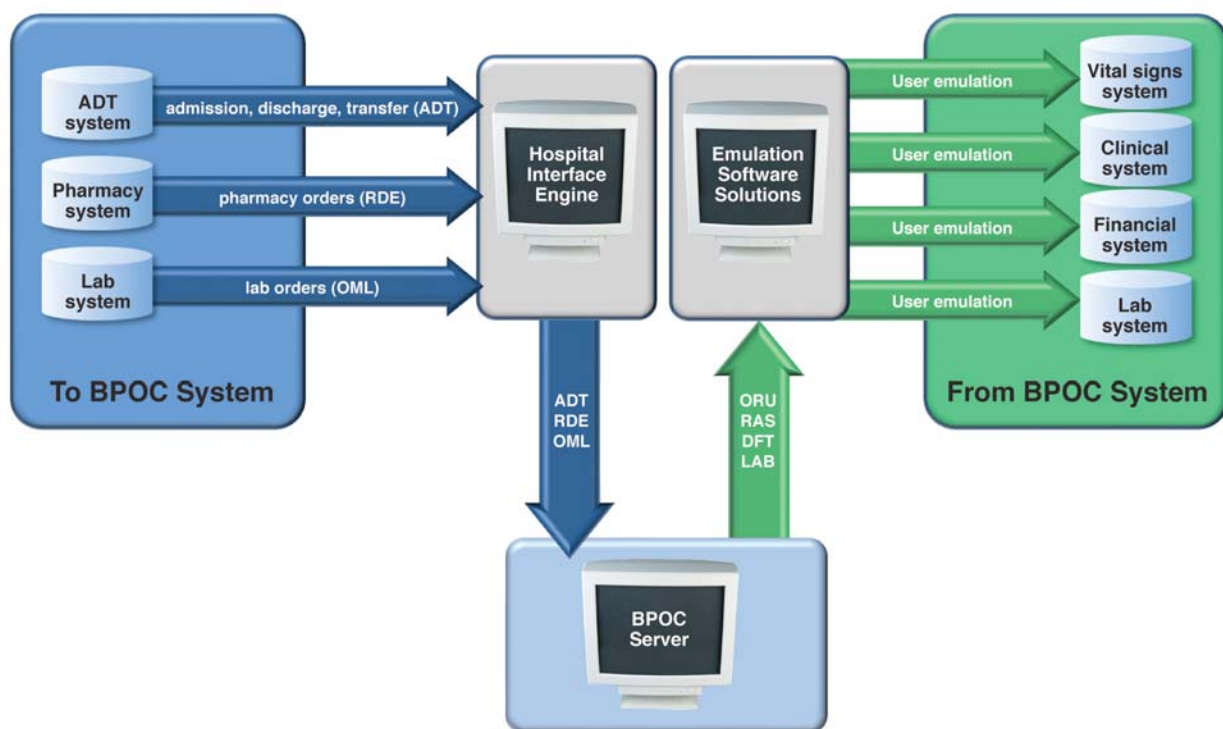 ADT
system
admission, discharge, transfer (ADT)
Pharmacy
system
pharmacy orders (RDE)
Lab
system
lab orders (OML)
To BPOC System
Hospital
Interface
Engine
Emulation
Software
Solutions
User emulation
Vital signs
system
User emulation
Clinical
system
User emulation
Financial
system
User emulation
Lab
system
From BPOC System
ADT
RDE
OML
ORU
RAS
DFT
LAB
BPOC
Server